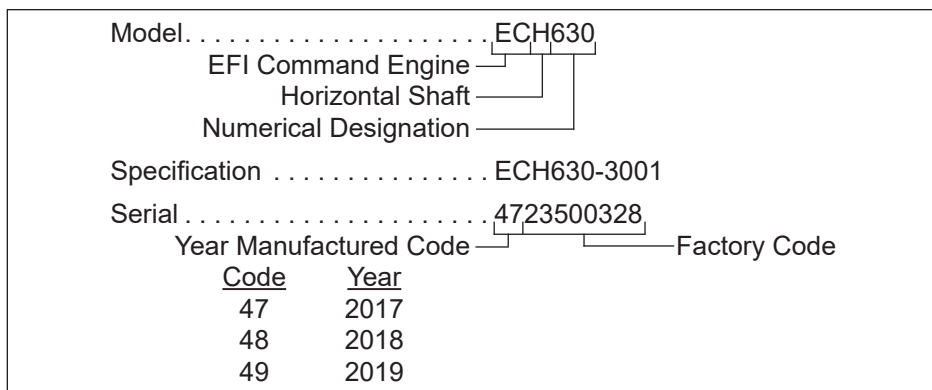 Model. . . . . . . . . . . . . . . . . . . . . . ECH630
EFI Command Engine
Horizontal Shaft
Numerical Designation
Specification . . . . . . . . . . . . . . . . ECH630-3001
Serial . . . . . . . . . . . . . . . . . . . . . . 4723500328
Year Manufactured Code Factory Code
Code Year
47 2017
48 2018
49 2019